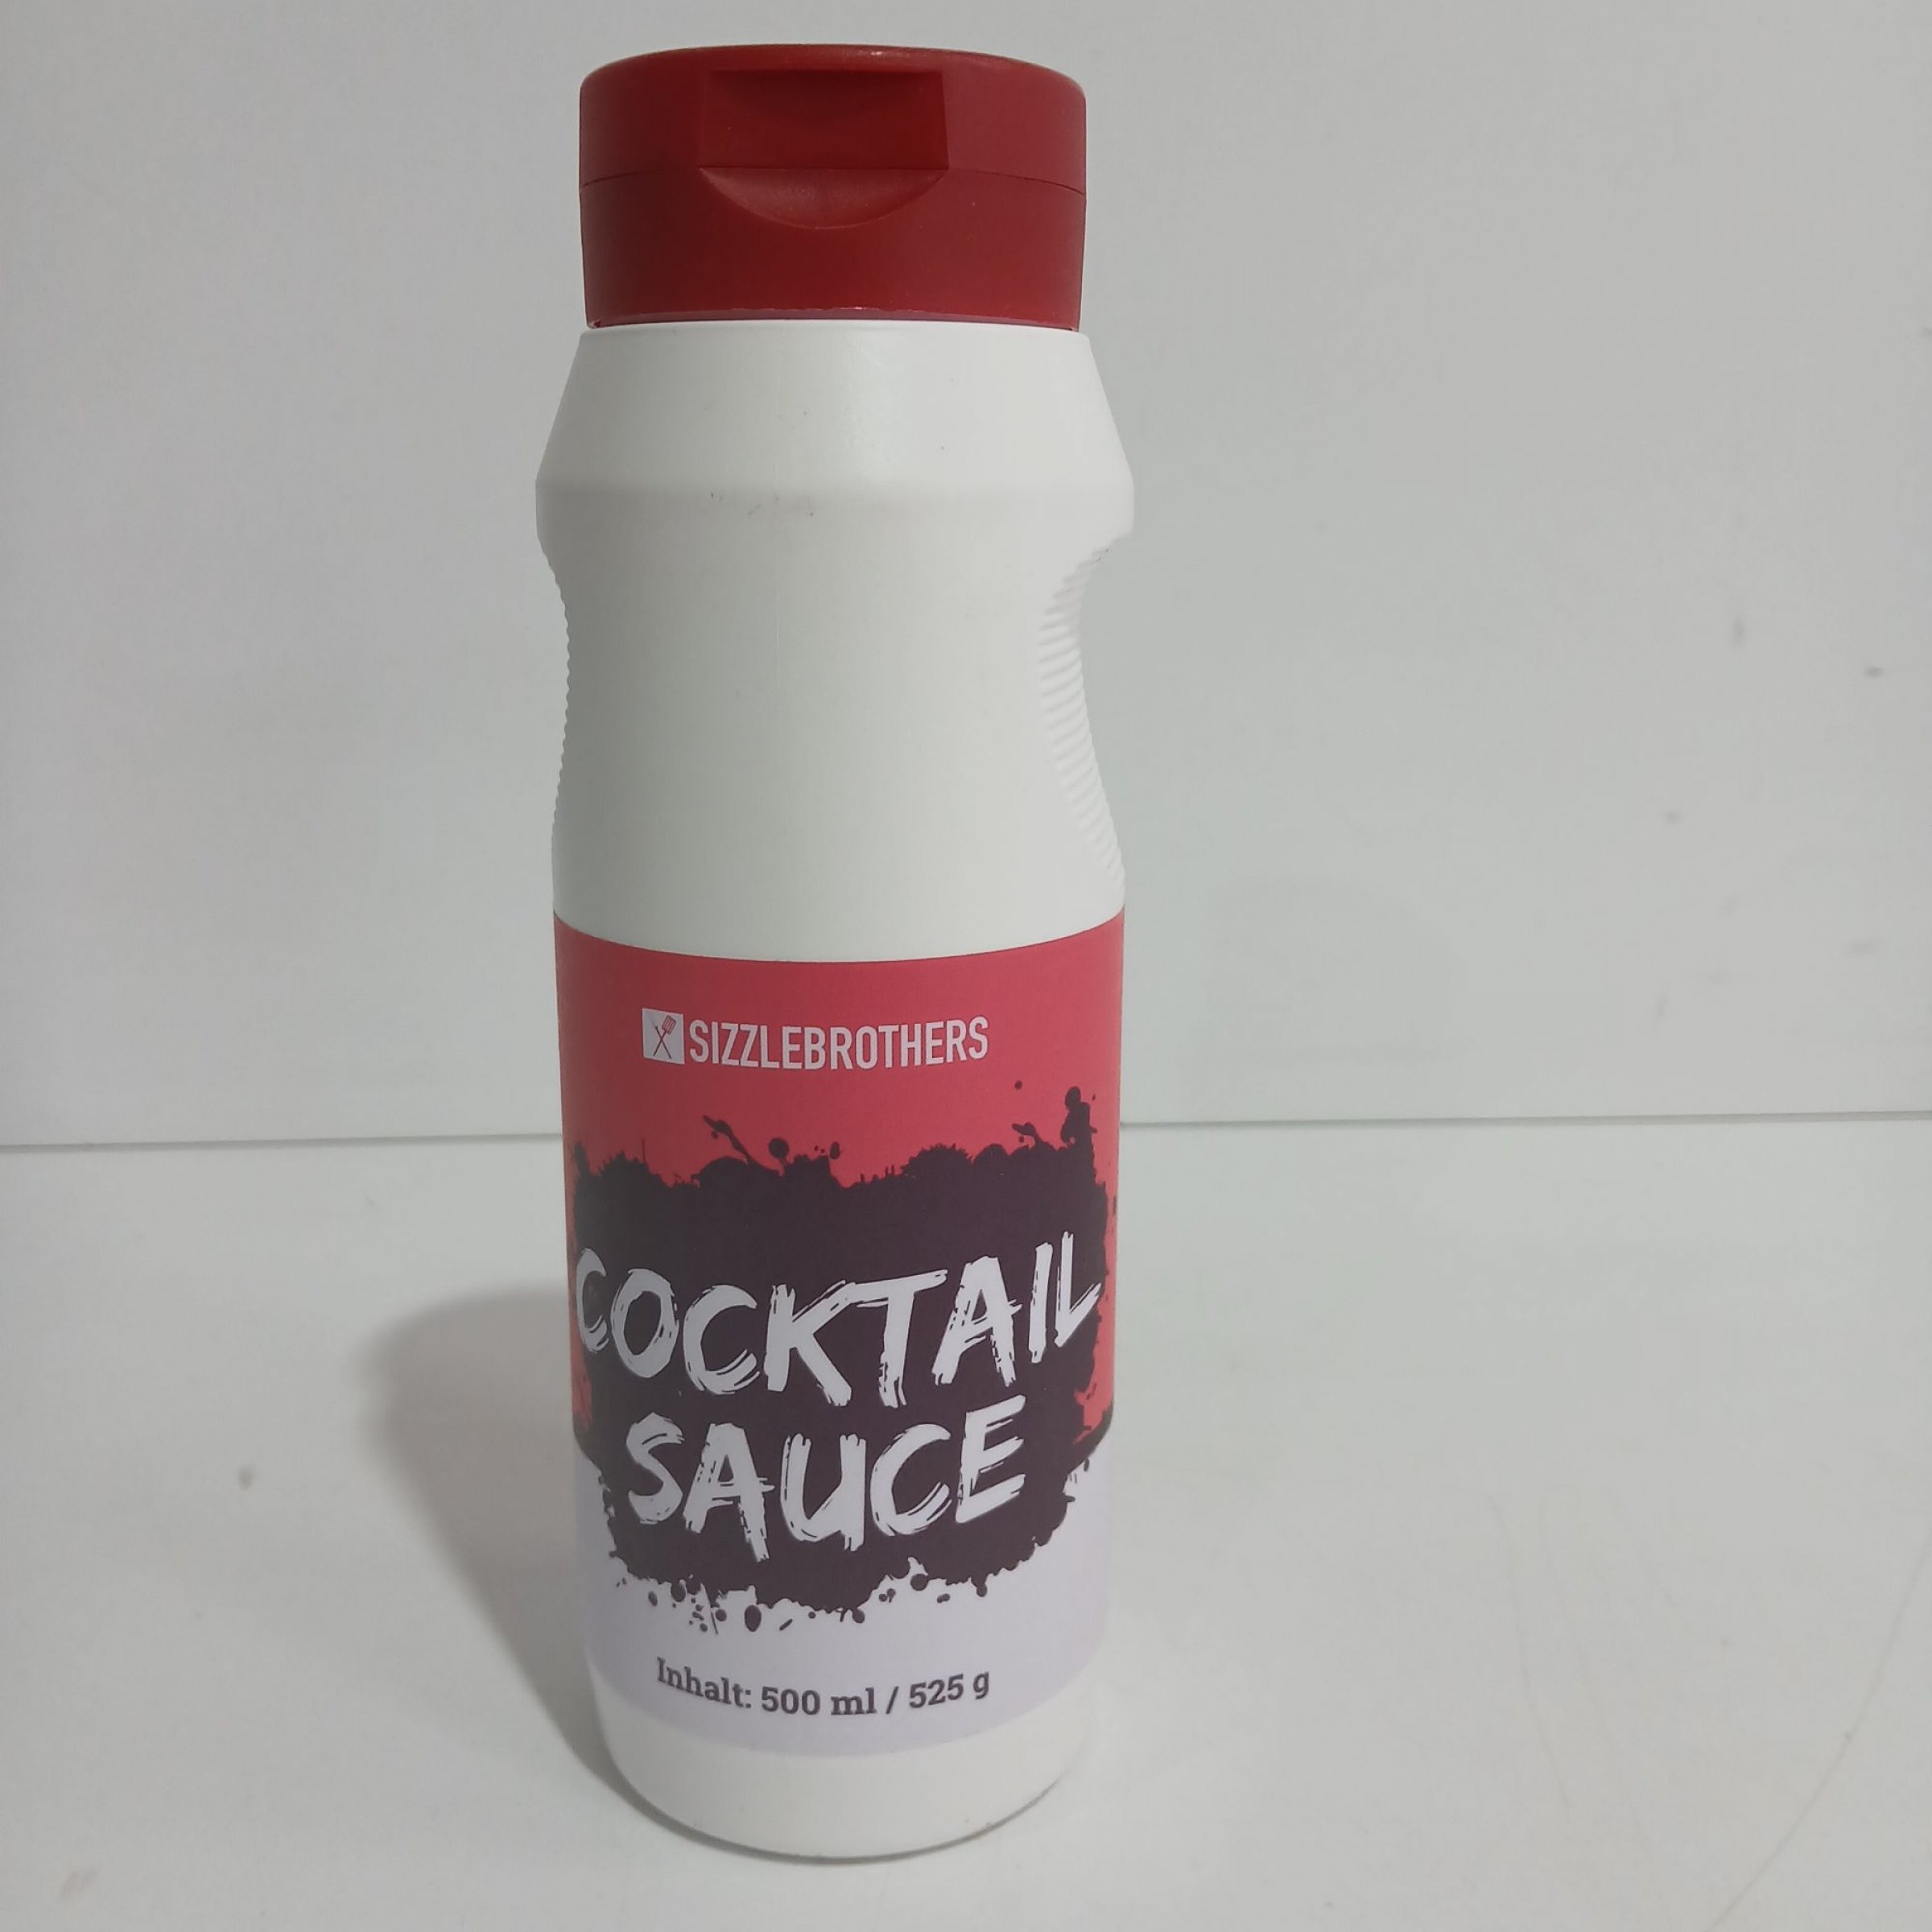 SIZZLEBROTHERS
COCKTAIL
SAUCE
Inhalt: 500 ml / 525 g